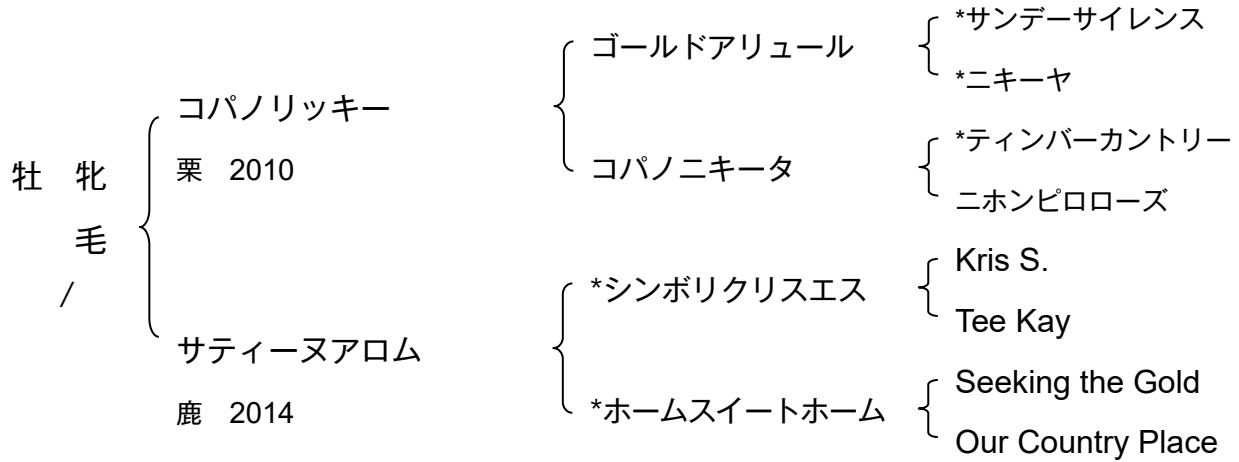 牡 牝
毛
/
コパノリッキー
栗 2010
サティーヌアロム
鹿 2014
ゴールドアリュール
コパノニキータ
*シンボリクリスエス
*ホームスイートホーム
*サンデーサイレンス
*ニキーヤ
*ティンバーカントリー
ニホンピロローズ
Kris S.
Tee Kay
Seeking the Gold
Our Country Place